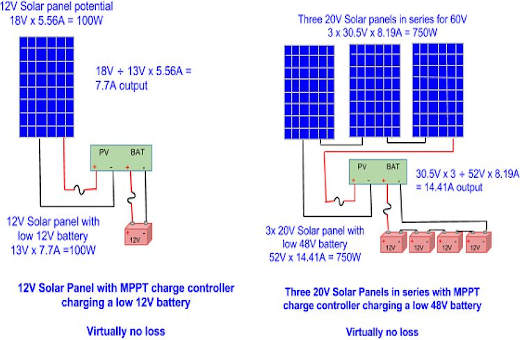 12V Solar panel potential
18V x 5.56A = 100W
18V ÷ 13V x 5.56A =
7.7A output
PV BAT
+ - + -
12V
12V Solar panel with
low 12V battery
13V x 7.7A =100W
12V Solar Panel with MPPT charge controller
charging a low 12V battery
Virtually no loss
Three 20V Solar panels in series for 60V
3 x 30.5V x 8.19A = 750W
PV BAT
+ - + -
30.5V x 3 ÷ 52V x 8.19A
= 14.41A output
3x 20V Solar panel with
low 48V battery
52V x 14.41A = 750W
12V 12V 12V 12V
Three 20V Solar Panels in series with MPPT
charge controller charging a low 48V battery
Virtually no loss